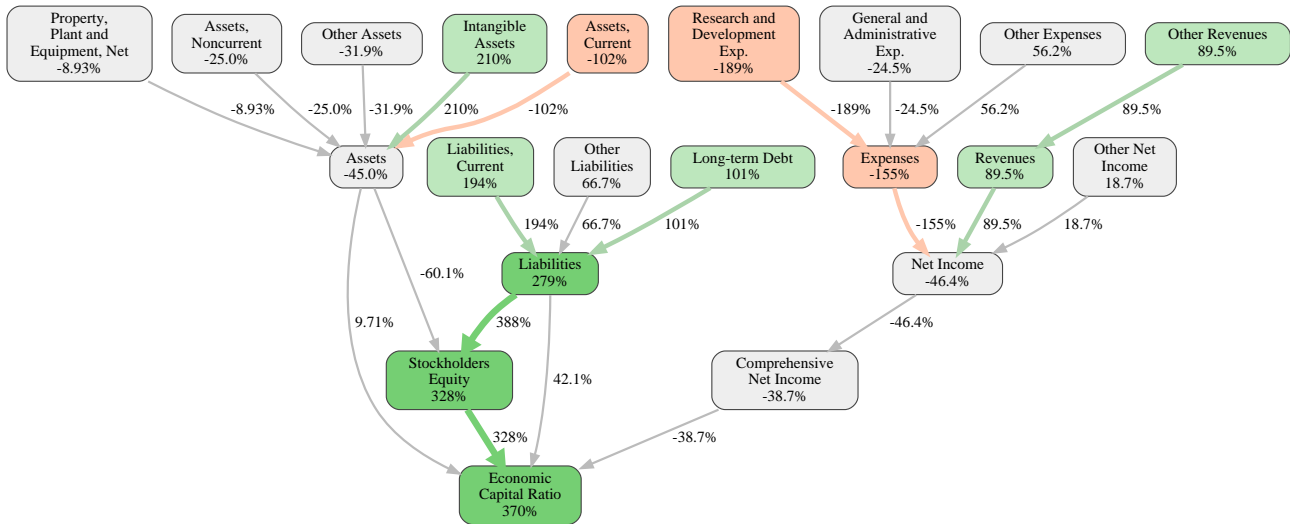 Property,
Plant and
Equipment, Net
-8.93%
Assets,
Noncurrent
-25.0%
Other Assets
-31.9%
Intangible
Assets
210%
Assets,
Current
-102%
Research and
Development
Exp.
-189%
General and
Administrative
Exp.
-24.5%
Other Expenses
56.2%
Other Revenues
89.5%
-8.93%
-25.0%
-31.9%
210%
-102%
-189%
-24.5%
56.2%
89.5%
Assets
-45.0%
Liabilities,
Current
194%
Other
Liabilities
66.7%
Long-term Debt
101%
Expenses
-155%
Revenues
89.5%
Other Net
Income
18.7%
194%
66.7%
101%
-155%
89.5%
18.7%
-60.1%
Liabilities
279%
Net Income
-46.4%
9.71%
388%
-46.4%
Stockholders
Equity
328%
42.1%
Comprehensive
Net Income
-38.7%
328%
-38.7%
Economic
Capital Ratio
370%